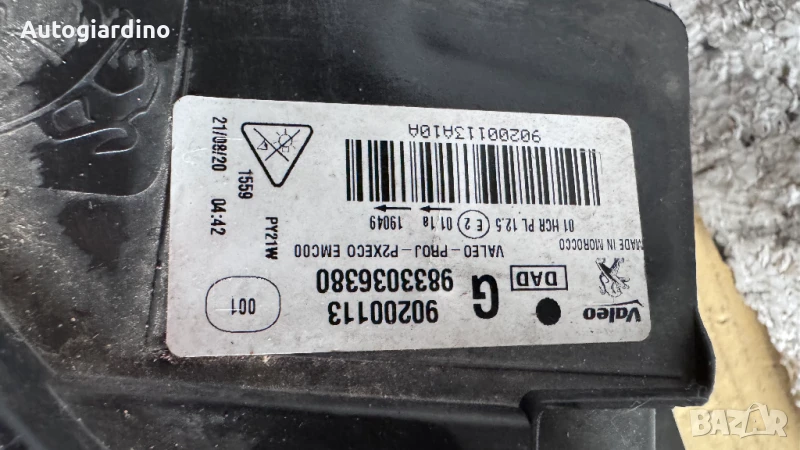 Autogiardino
Valeo
90200113
G 9833036380
DAD
001
VALEO-PROJ-P2XECO EMC00
MADE IN MOROCCO
01 HCR PL 12.5 E2 01 1a 19049
PY21W
90200113A10A
1559
21/08/20 04:42
BAZAR